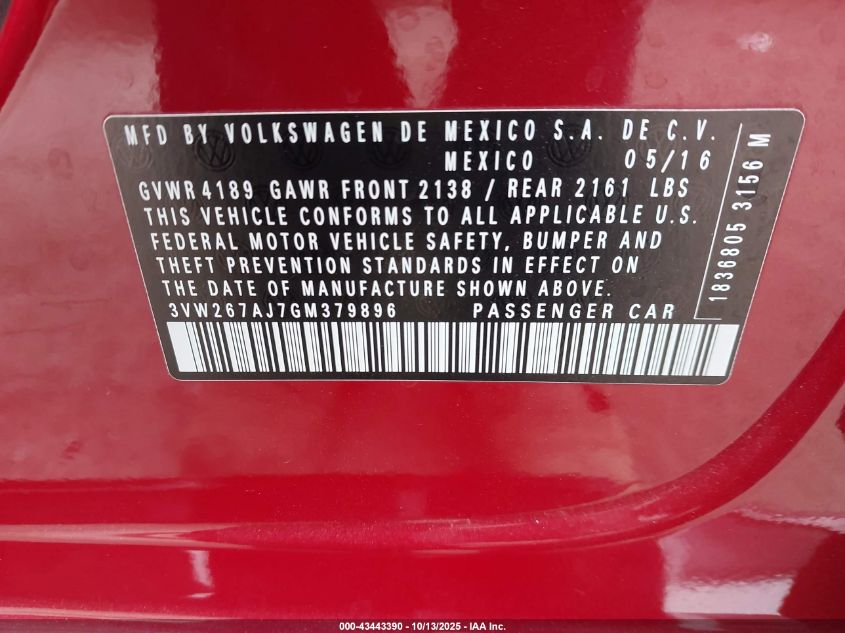 MFD BY VOLKSWAGEN DE MEXICO S.A. DE C.V.
MEXICO 05/16
GVWR 4189 GAWR FRONT 2138 / REAR 2161 LBS
THIS VEHICLE CONFORMS TO ALL APPLICABLE U.S.
FEDERAL MOTOR VEHICLE SAFETY, BUMPER AND
THEFT PREVENTION STANDARDS IN EFFECT ON
THE DATE OF MANUFACTURE SHOWN ABOVE.
3VW267AJ7GM379896 PASSENGER CAR
1836805 3156 M
000-43443390 - 10/13/2025 - IAA Inc.